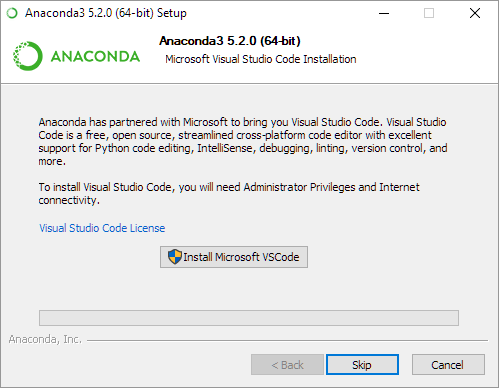 Anaconda3 5.2.0 (64-bit) Setup
ANACONDA
Anaconda3 5.2.0 (64-bit)
Microsoft Visual Studio Code Installation
Anaconda has partnered with Microsoft to bring you Visual Studio Code. Visual Studio
Code is a free, open source, streamlined cross-platform code editor with excellent
support for Python code editing, IntelliSense, debugging, linting, version control, and
more.
To install Visual Studio Code, you will need Administrator Privileges and Internet
connectivity.
Visual Studio Code License
Install Microsoft VSCode
Anaconda, Inc.
< Back
Skip
Cancel